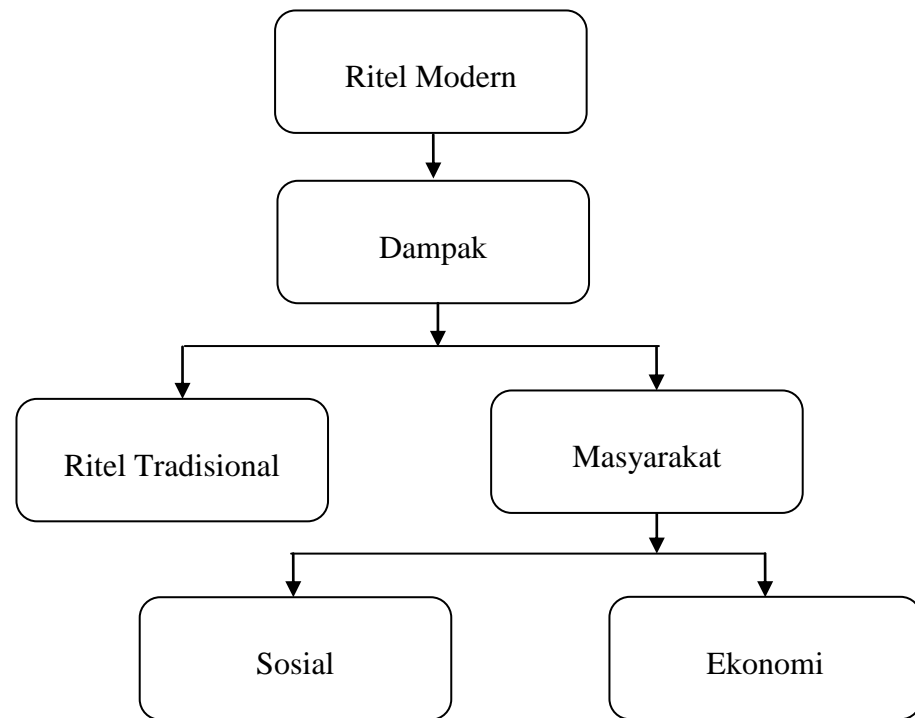 Ritel Modern
Dampak
Ritel Tradisional
Masyarakat
Sosial
Ekonomi